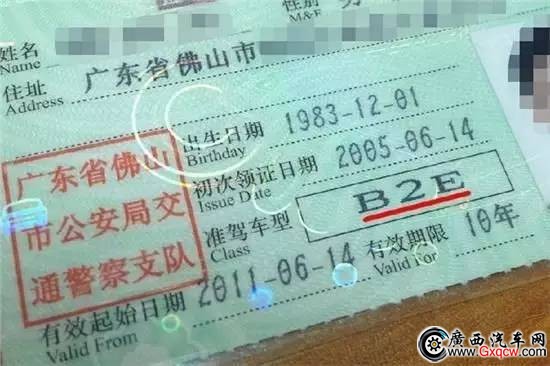 姓名
Name
性别 男
M&F
住址
Address
广东省佛山市
出生日期 1983-12-01
Birthday
初次领证日期 2005-06-14
Issue Date
准驾车型 B2E
Class
广东省佛山
市公安局交
通警察支队
有效起始日期 2011-06-14 有效期限 10年
Valid From
Valid For
廣西汽车网
www.Gxqcw.com